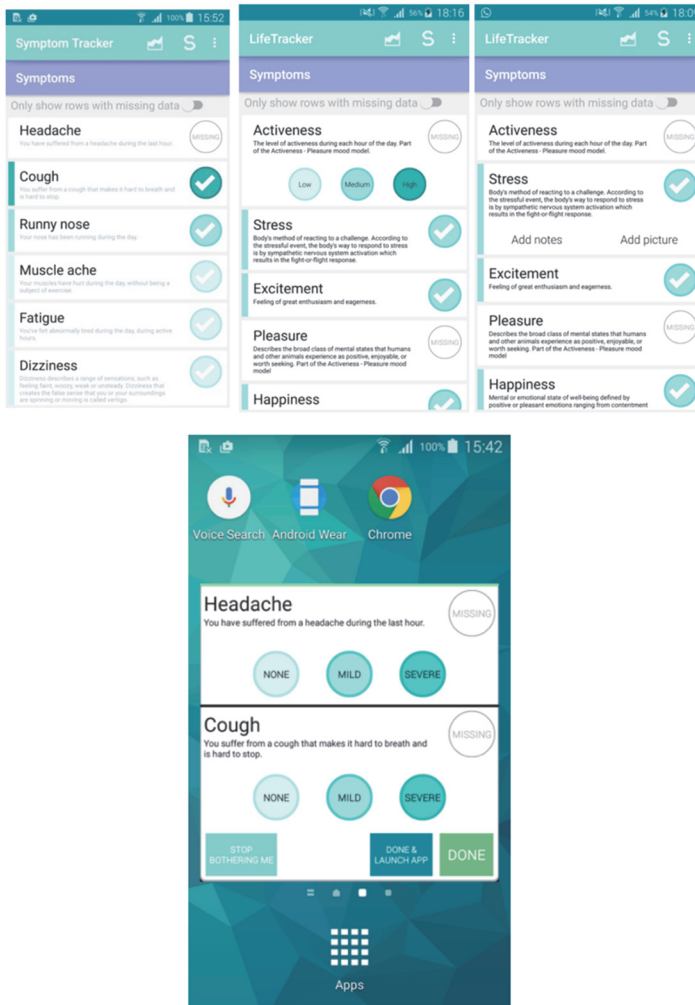 100% 15:52
Symptom Tracker S
Symptoms
Only show rows with missing data
Headache
You have suffered from a headache during the last hour.
MISSING
Cough
You suffer from a cough that makes it hard to breath and
is hard to stop.
Runny nose
Your nose has been running during the day.
Muscle ache
Your muscles have hurt during the day, without being a
subject of exercise.
Fatigue
You've felt abnormally tired during the day, during active
hours.
Dizziness
Dizziness describes a range of sensations, such as
feeling faint, woozy, weak or unsteady. Dizziness that
creates the false sense that you or your surroundings
are spinning or moving is called vertigo.
56% 18:16
LifeTracker S
Symptoms
Only show rows with missing data
Activeness
The level of activeness during each hour of the day. Part
of the Activeness - Pleasure mood model.
MISSING
Low Medium High
Stress
Body's method of reacting to a challenge. According to
the stressful event, the body's way to respond to stress
is by sympathetic nervous system activation which
results in the fight-or-flight response.
Excitement
Feeling of great enthusiasm and eagerness.
Pleasure
Describes the broad class of mental states that humans
and other animals experience as positive, enjoyable, or
worth seeking. Part of the Activeness - Pleasure mood
model
MISSING
Happiness
54% 18:09
LifeTracker S
Symptoms
Only show rows with missing data
Activeness
The level of activeness during each hour of the day. Part
of the Activeness - Pleasure mood model.
MISSING
Stress
Body's method of reacting to a challenge. According to
the stressful event, the body's way to respond to stress
is by sympathetic nervous system activation which
results in the fight-or-flight response.
Add notes Add picture
Excitement
Feeling of great enthusiasm and eagerness.
Pleasure
Describes the broad class of mental states that humans
and other animals experience as positive, enjoyable, or
worth seeking. Part of the Activeness - Pleasure mood
model
MISSING
Happiness
Mental or emotional state of well-being defined by
positive or pleasant emotions ranging from contentment
100% 15:42
Voice Search Android Wear Chrome
Headache
You have suffered from a headache during the last hour.
MISSING
NONE MILD SEVERE
Cough
You suffer from a cough that makes it hard to breath and
is hard to stop.
MISSING
NONE MILD SEVERE
STOP
BOTHERING ME
DONE &
LAUNCH APP
DONE
Apps